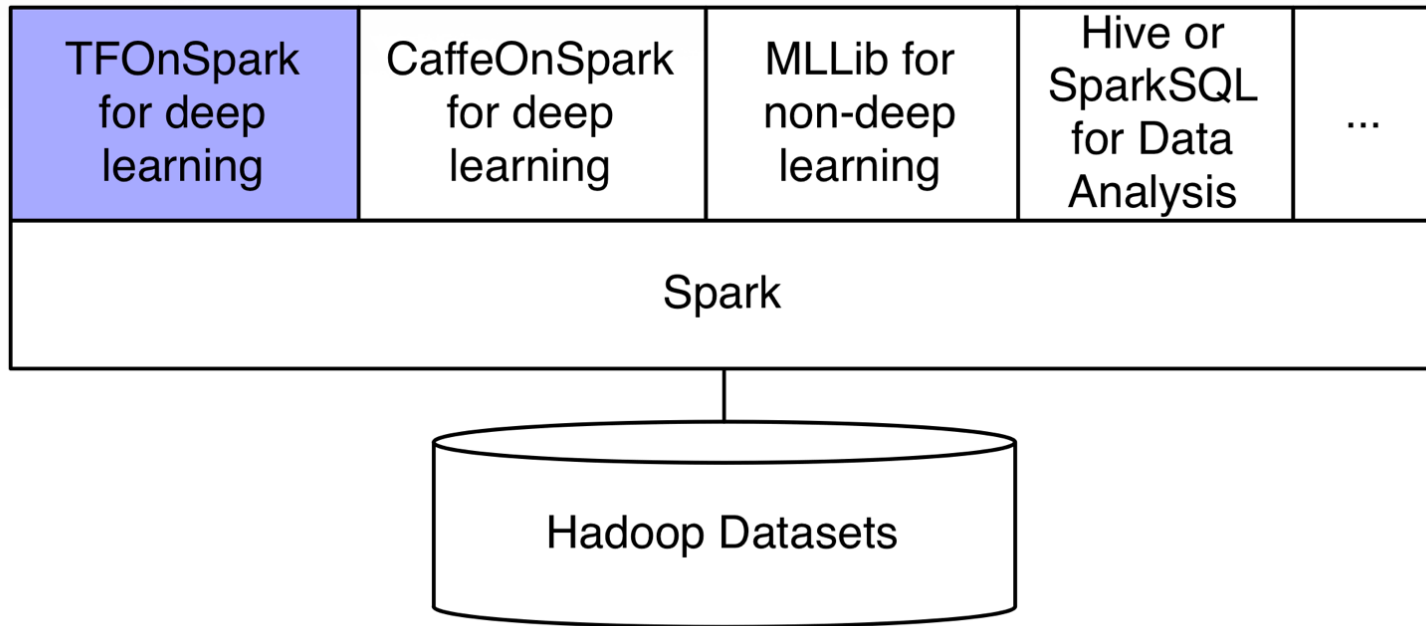 TFOnSpark
for deep
learning
CaffeOnSpark
for deep
learning
MLLib for
non-deep
learning
Hive or
SparkSQL
for Data
Analysis
...
Spark
Hadoop Datasets